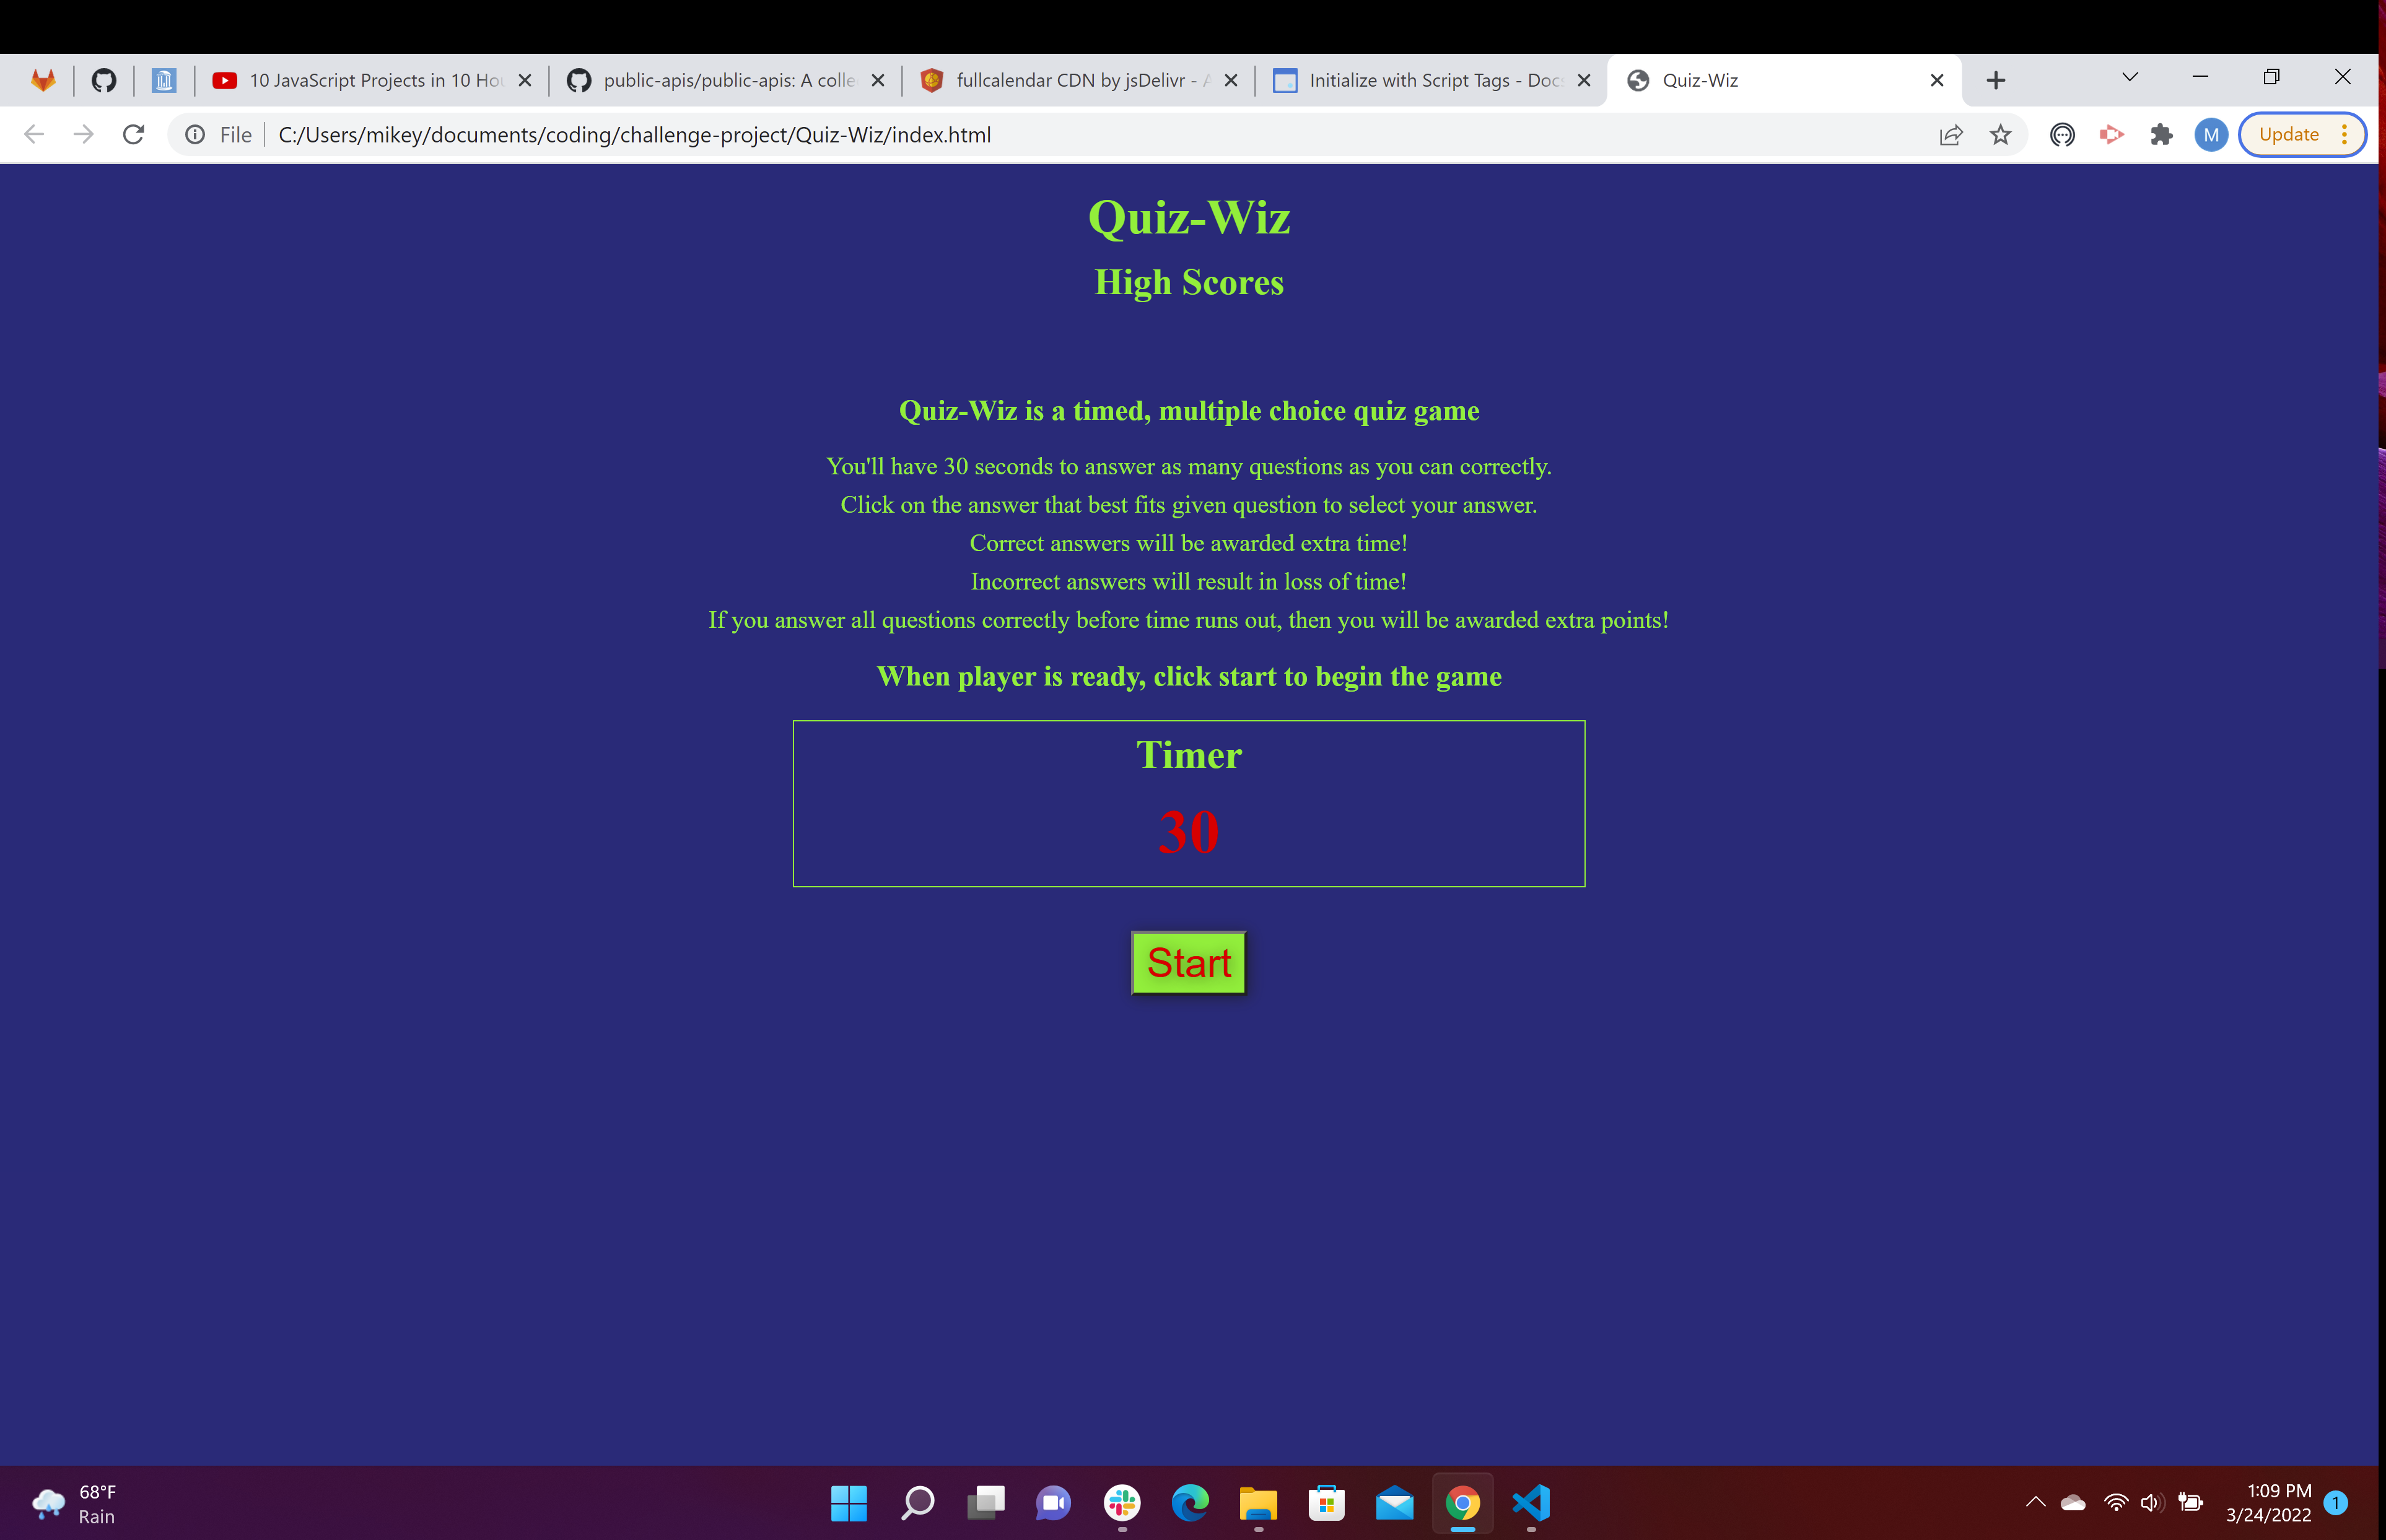 10 JavaScript Projects in 10 Hou
public-apis/public-apis: A colle
fullcalendar CDN by jsDelivr - A
Initialize with Script Tags - Docs
Quiz-Wiz
File
C:/Users/mikey/documents/coding/challenge-project/Quiz-Wiz/index.html
M
Update
Quiz-Wiz
High Scores
Quiz-Wiz is a timed, multiple choice quiz game
You'll have 30 seconds to answer as many questions as you can correctly.
Click on the answer that best fits given question to select your answer.
Correct answers will be awarded extra time!
Incorrect answers will result in loss of time!
If you answer all questions correctly before time runs out, then you will be awarded extra points!
When player is ready, click start to begin the game
Timer
30
Start
68°F
Rain
1:09 PM
3/24/2022
1